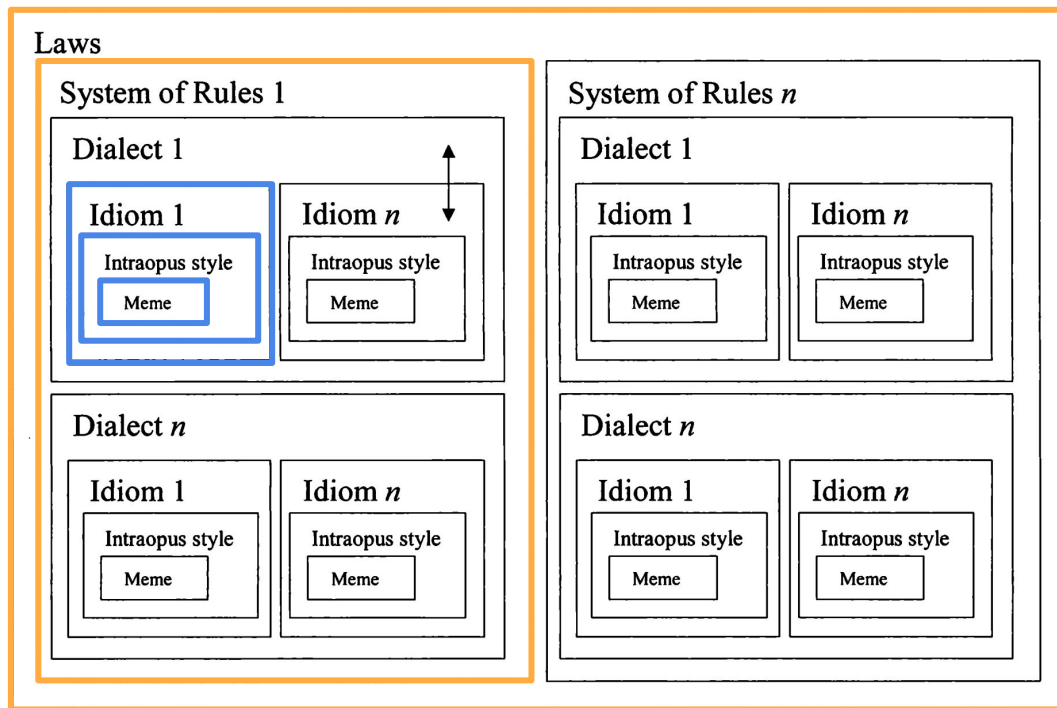 Laws
System of Rules 1
Dialect 1
Idiom 1
Intraopus style
Meme
Idiom n
Intraopus style
Meme
Dialect n
Idiom 1
Intraopus style
Meme
Idiom n
Intraopus style
Meme
System of Rules n
Dialect 1
Idiom 1
Intraopus style
Meme
Idiom n
Intraopus style
Meme
Dialect n
Idiom 1
Intraopus style
Meme
Idiom n
Intraopus style
Meme